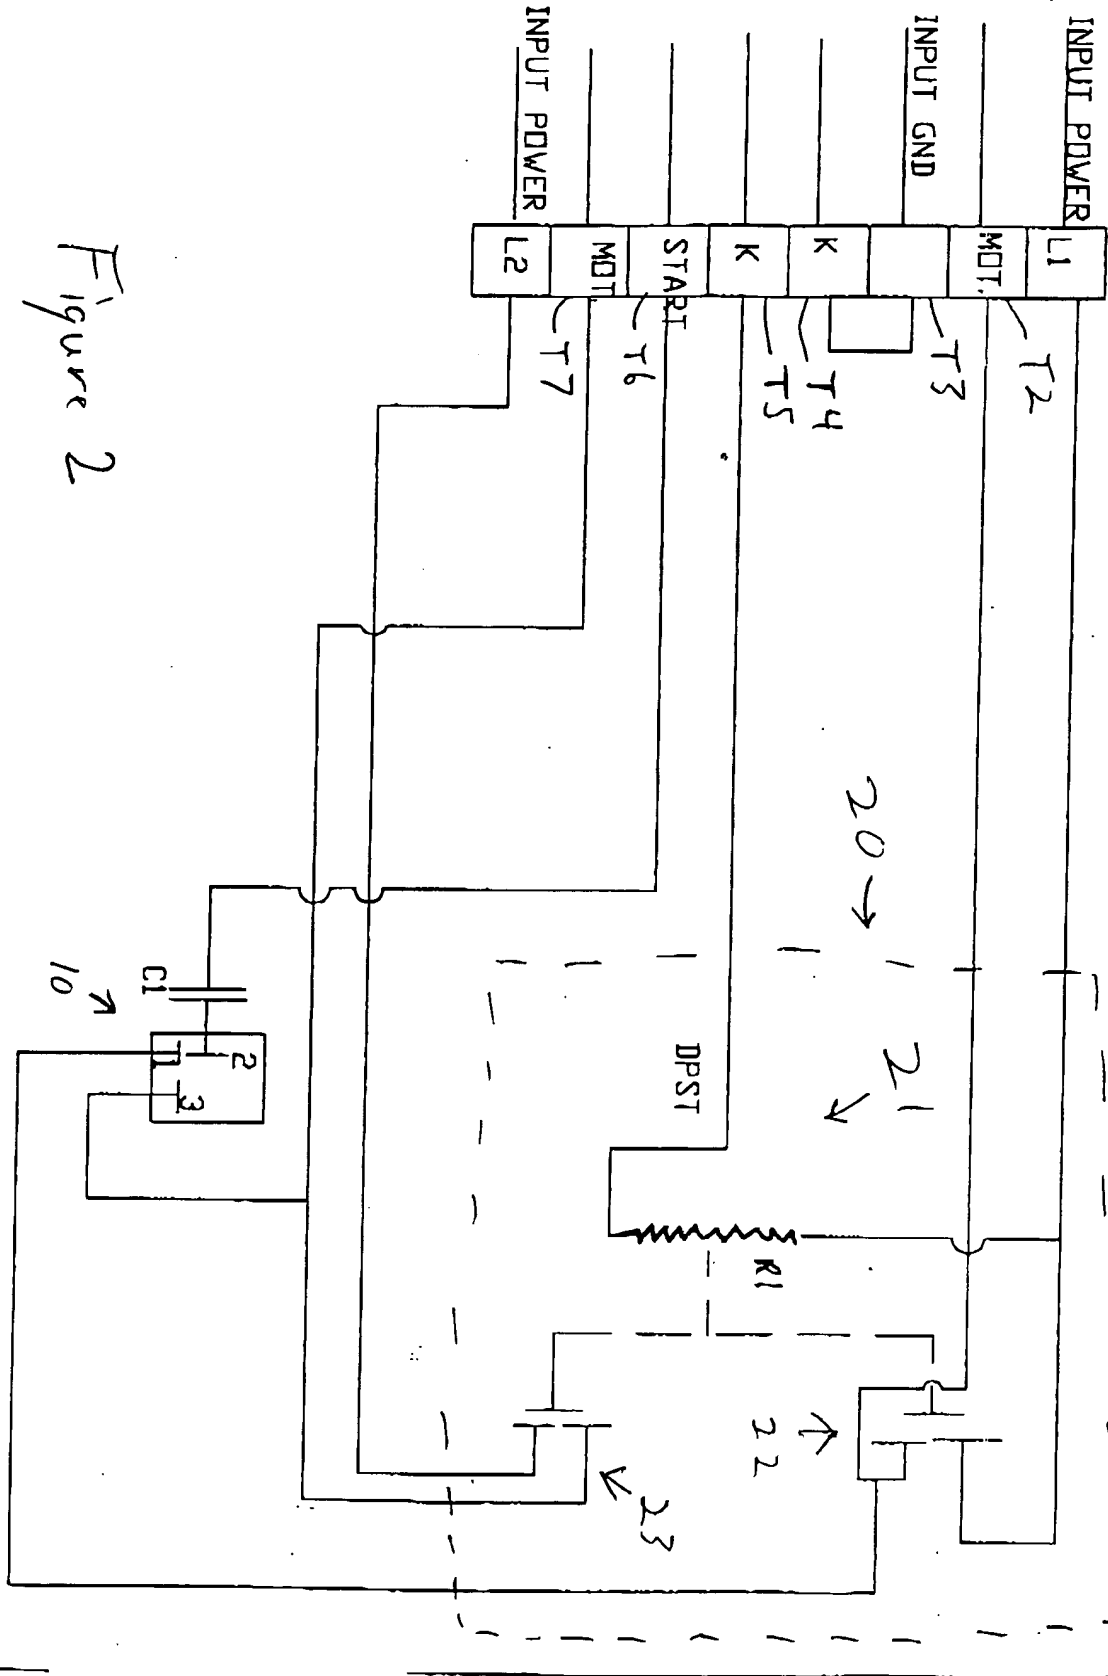 INPUT POWER
INPUT GND
INPUT POWER
L1
MOT.
K
K
START
MOT
L2
T2
T3
T4
T5
T6
T7
20
21
DPST
R1
22
23
C1
10
1
2
3
Figure 2